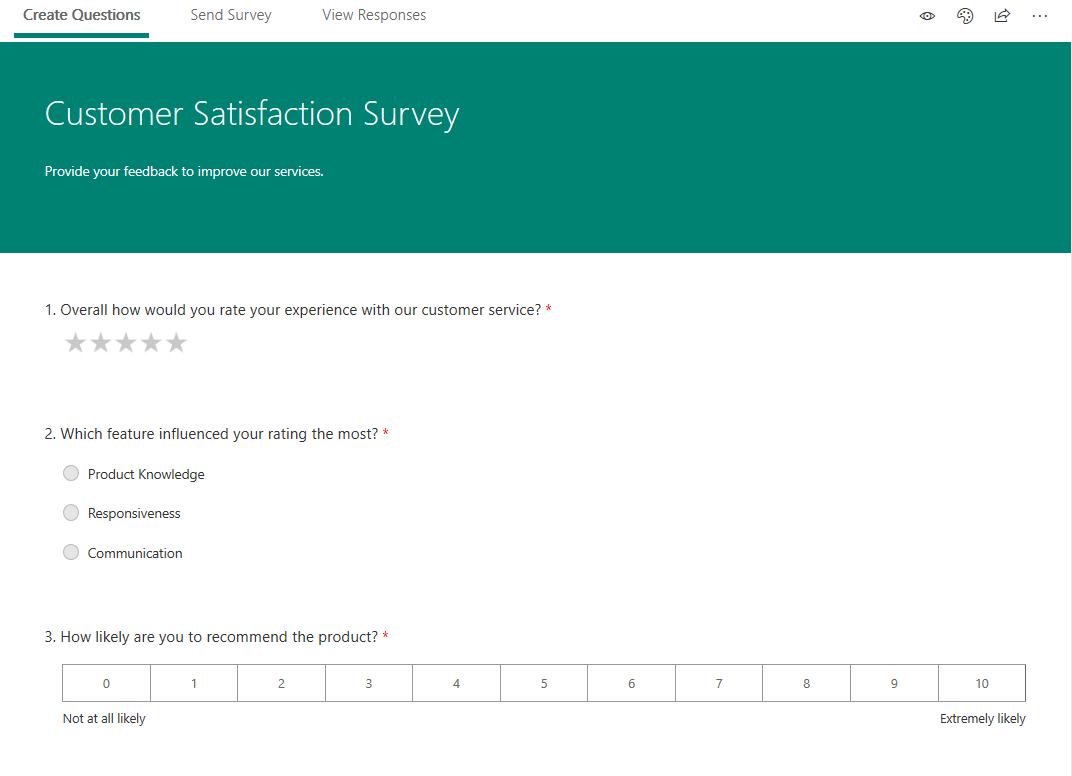 Create Questions Send Survey View Responses
Customer Satisfaction Survey
Provide your feedback to improve our services.
1. Overall how would you rate your experience with our customer service? *
2. Which feature influenced your rating the most? *
Product Knowledge
Responsiveness
Communication
3. How likely are you to recommend the product? *
0 1 2 3 4 5 6 7 8 9 10
Not at all likely Extremely likely